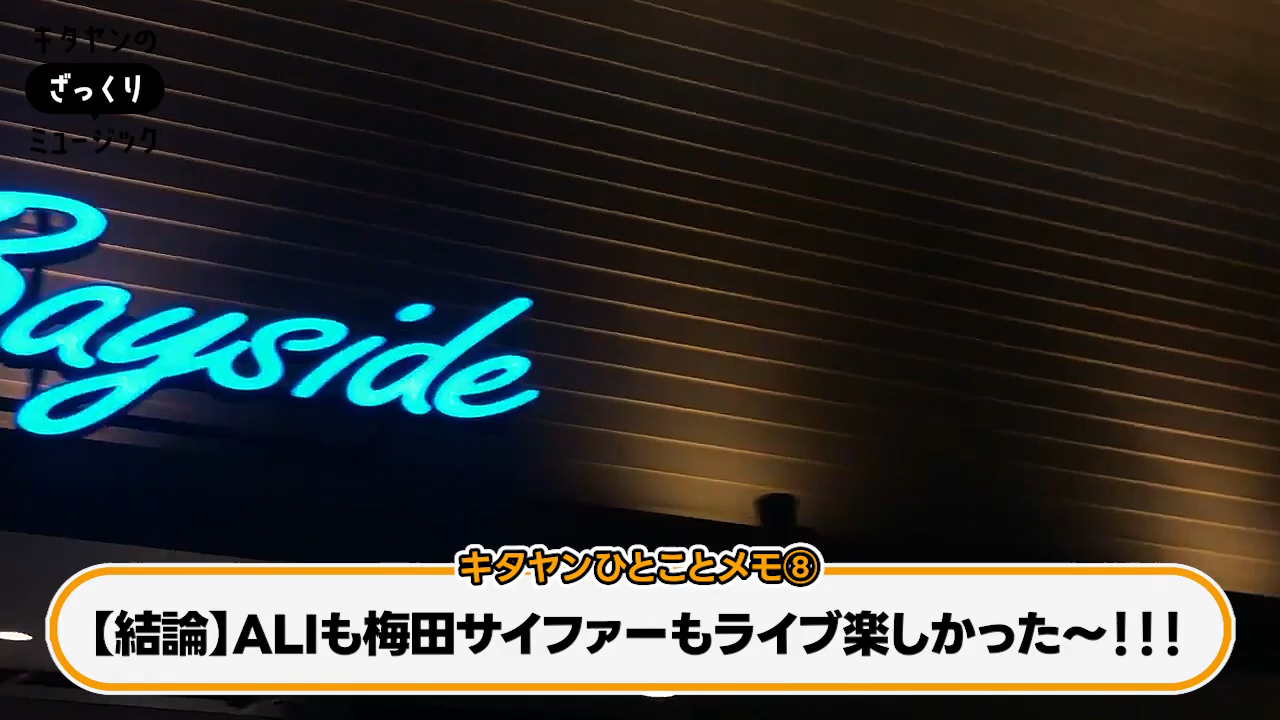 キタヤンの
ざっくり
ミュージック
Bayside
キタヤンひとことメモ⑧
【結論】ALIも梅田サイファーもライブ楽しかった〜!!!